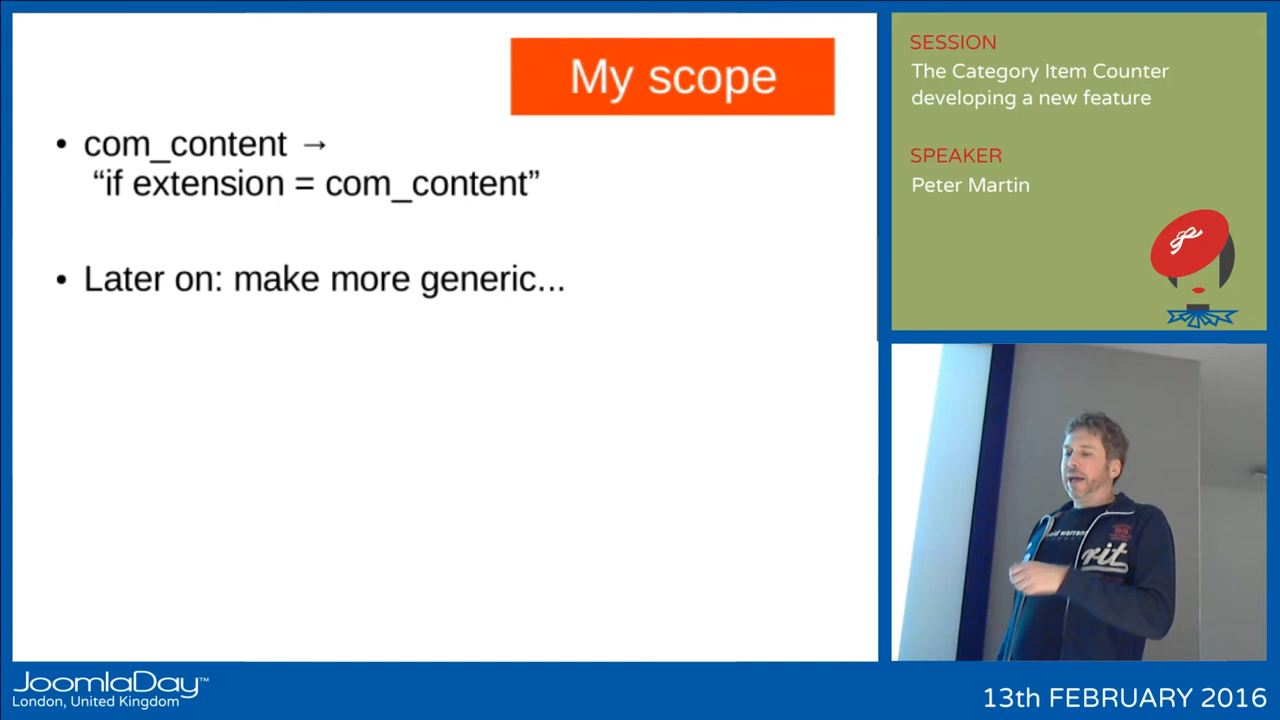 My scope
• com_content →
“if extension = com_content”
• Later on: make more generic...
SESSION
The Category Item Counter
developing a new feature
SPEAKER
Peter Martin
rit
JoomlaDay™
London, United Kingdom
13th FEBRUARY 2016